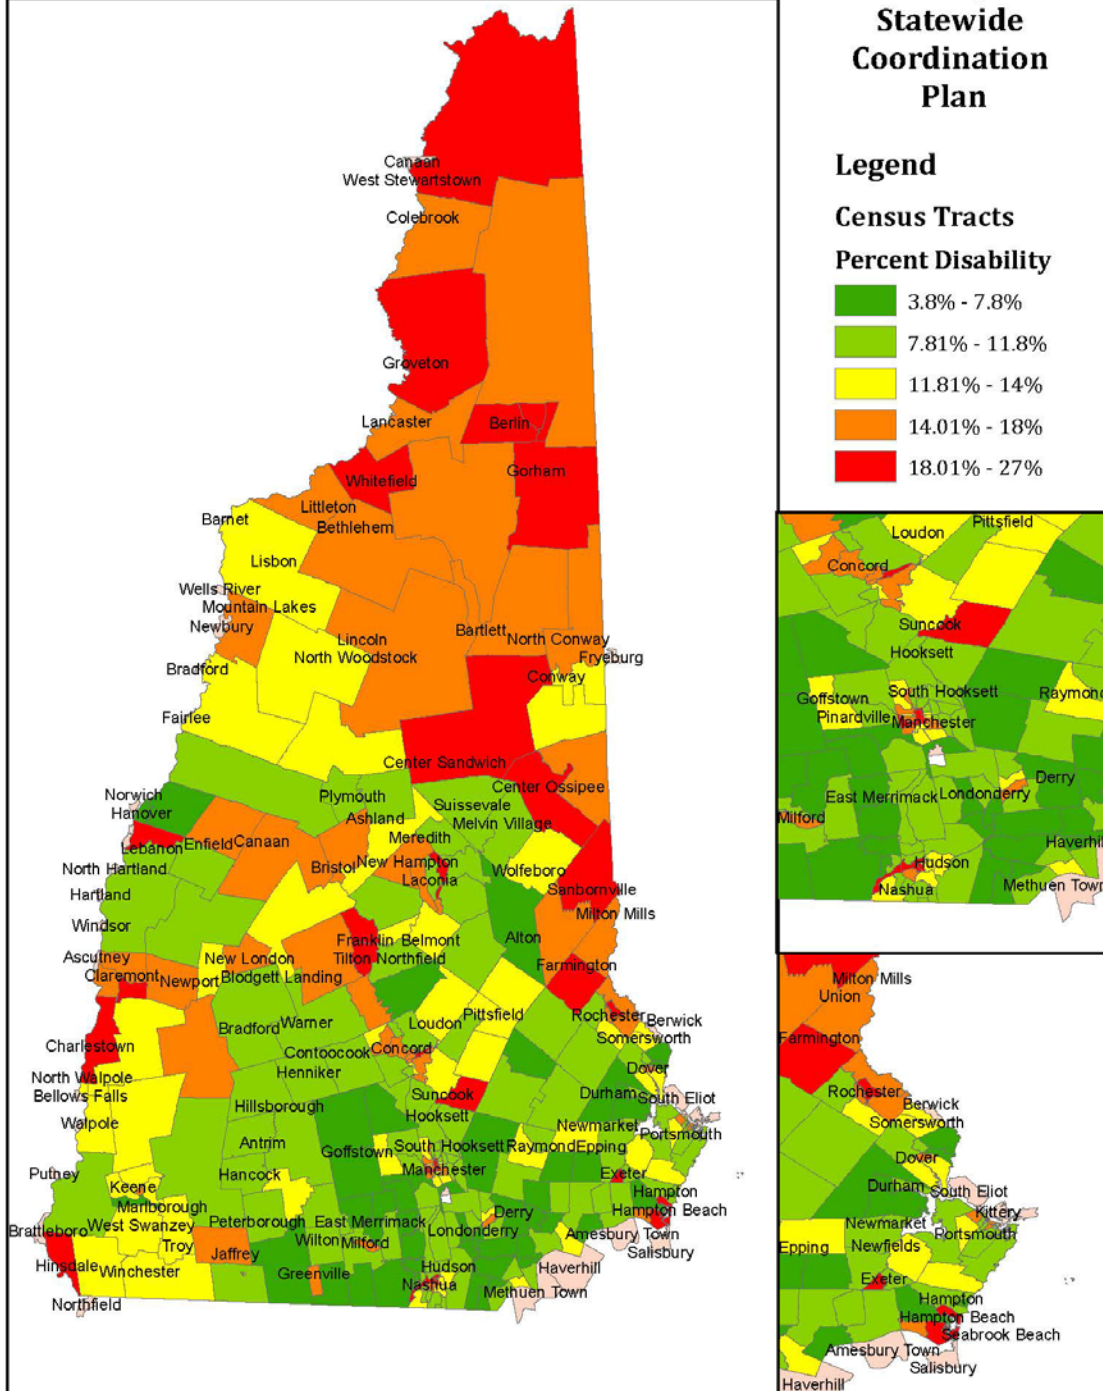 Statewide
Coordination
Plan
Legend
Census Tracts
Percent Disability
3.8% - 7.8%
7.81% - 11.8%
11.81% - 14%
14.01% - 18%
18.01% - 27%
Canaan
West Stewartstown
Colebrook
Groveton
Lancaster
Berlin
Whitefield
Gorham
Littleton
Barnet
Bethlehem
Lisbon
Wells River
Mountain Lakes
Newbury
Lincoln
Bartlett
North Conway
North Woodstock
Fryeburg
Bradford
Conway
Fairlee
Center Sandwich
Center Ossipee
Norwich
Plymouth
Suissevale
Hanover
Ashland
Melvin Village
Meredith
Lebanon
Enfield
Canaan
North Hartland
Bristol
New Hampton
Wolfeboro
Laconia
Hartland
Sanbornville
Milton Mills
Windsor
Franklin
Belmont
Alton
Ascutney
New London
Tilton
Northfield
Farmington
Claremont
Newport
Blodgett Landing
Bradford
Warner
Loudon
Pittsfield
Rochester
Berwick
Somersworth
Charlestown
Contoocook
Concord
North Walpole
Henniker
Dover
Bellows Falls
Hillsborough
Suncook
Durham
South Eliot
Hooksett
Walpole
Newmarket
Portsmouth
Antrim
Goffstown
South Hooksett
Raymond
Epping
Putney
Hancock
Manchester
Exeter
Keene
Hampton
Marlborough
Hampton Beach
Brattleboro
West Swanzey
Peterborough
East Merrimack
Derry
Londonderry
Amesbury Town
Troy
Jaffrey
Wilton
Milford
Salisbury
Hinsdale
Winchester
Greenville
Hudson
Haverhill
Nashua
Methuen Town
Northfield
Loudon
Pittsfield
Concord
Suncook
Hooksett
Goffstown
South Hooksett
Raymond
Pinardville
Manchester
Derry
East Merrimack
Londonderry
Milford
Haverhill
Hudson
Nashua
Methuen Town
Milton Mills
Union
Farmington
Rochester
Berwick
Somersworth
Dover
Durham
South Eliot
Kittery
Newmarket
Portsmouth
Epping
Newfields
Exeter
Hampton
Hampton Beach
Seabrook Beach
Amesbury Town
Salisbury
Haverhill